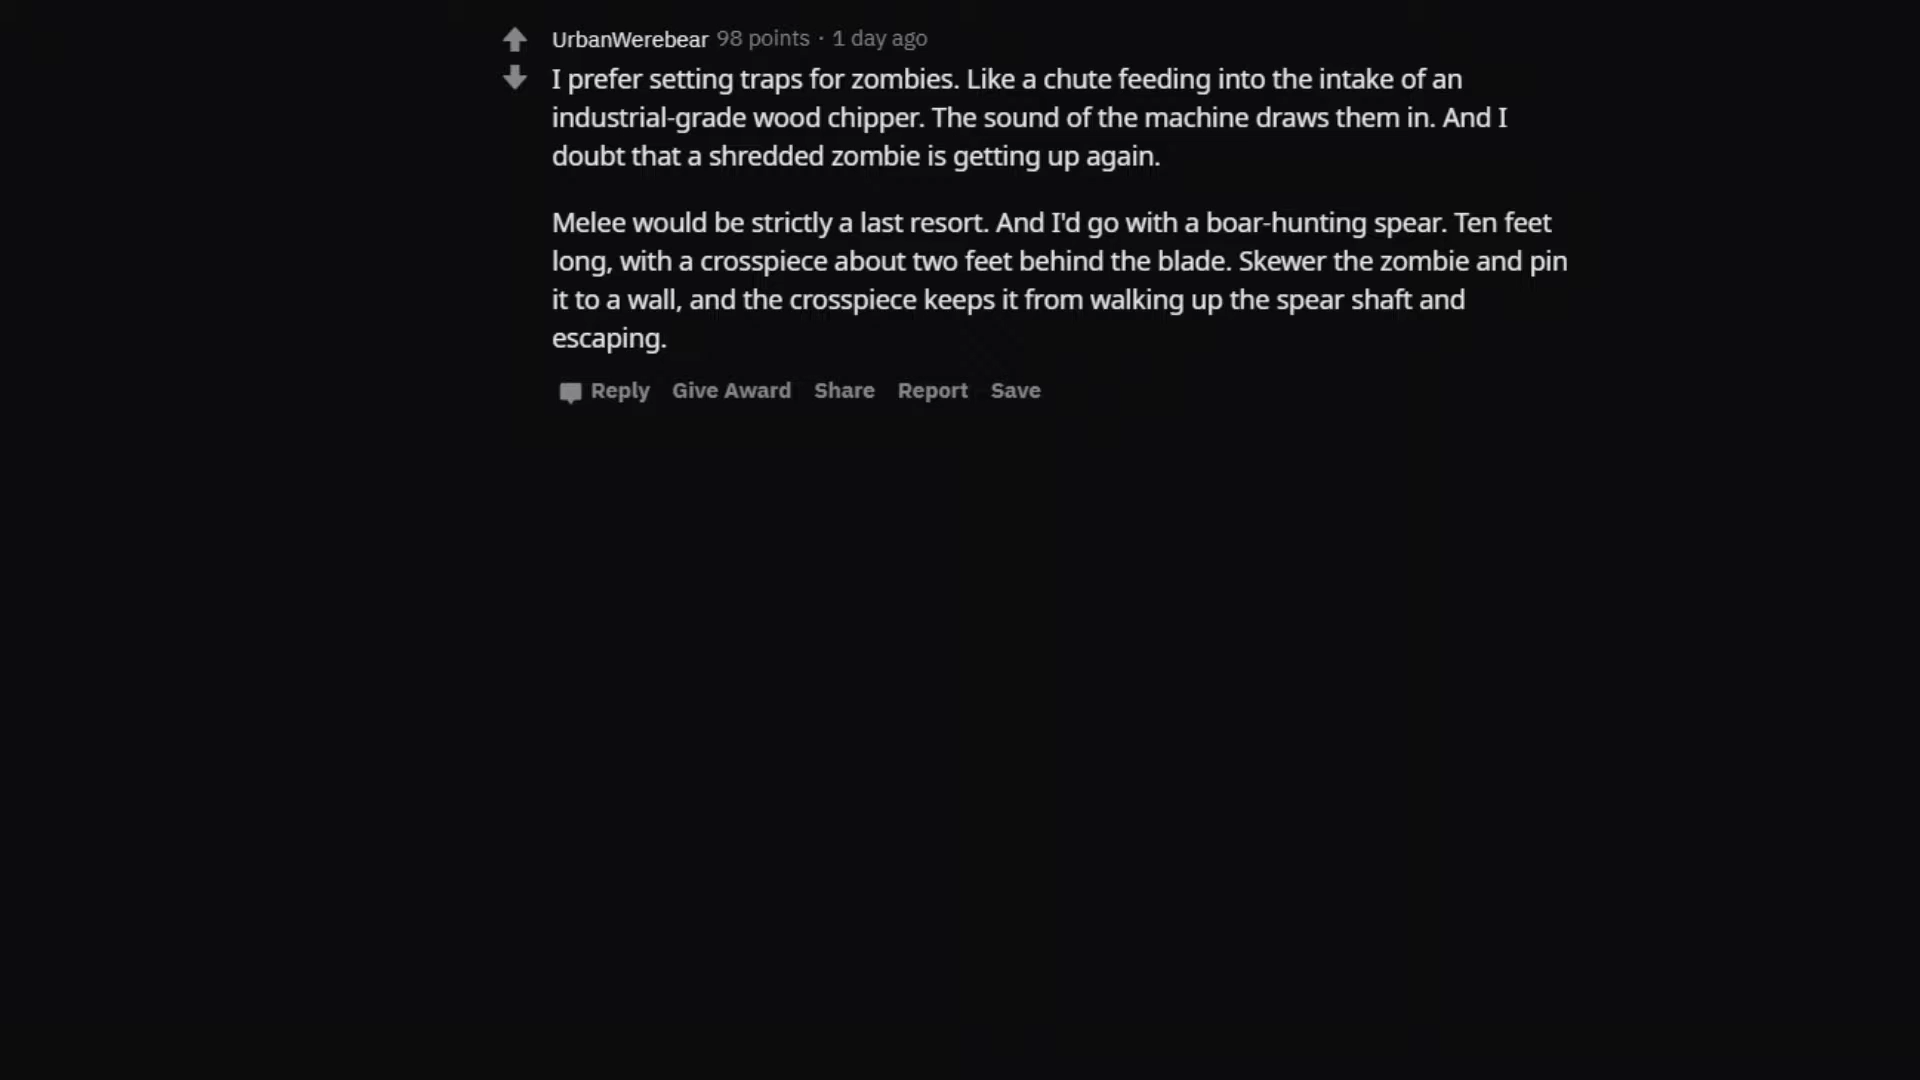 UrbanWerebear 98 points · 1 day ago
I prefer setting traps for zombies. Like a chute feeding into the intake of an
industrial-grade wood chipper. The sound of the machine draws them in. And I
doubt that a shredded zombie is getting up again.
Melee would be strictly a last resort. And I'd go with a boar-hunting spear. Ten feet
long, with a crosspiece about two feet behind the blade. Skewer the zombie and pin
it to a wall, and the crosspiece keeps it from walking up the spear shaft and
escaping.
Reply Give Award Share Report Save